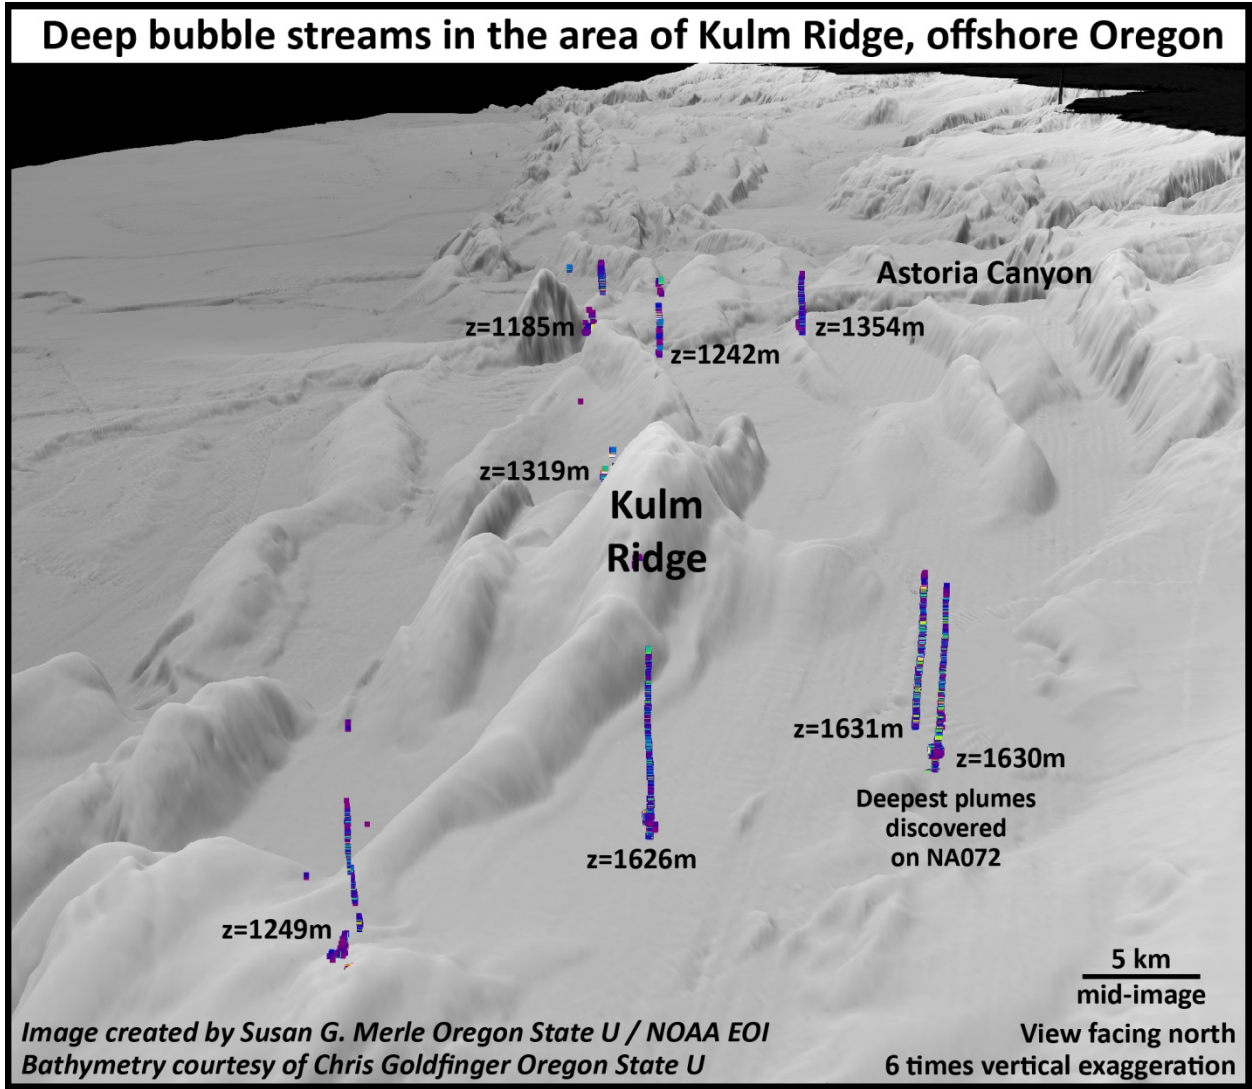 Deep bubble streams in the area of Kulm Ridge, offshore Oregon
Astoria Canyon
z=1185m
z=1354m
z=1242m
z=1319m
Kulm
Ridge
z=1631m
z=1630m
Deepest plumes
discovered
on NA072
z=1626m
z=1249m
5 km
mid-image
Image created by Susan G. Merle Oregon State U / NOAA EOI
Bathymetry courtesy of Chris Goldfinger Oregon State U
View facing north
6 times vertical exaggeration